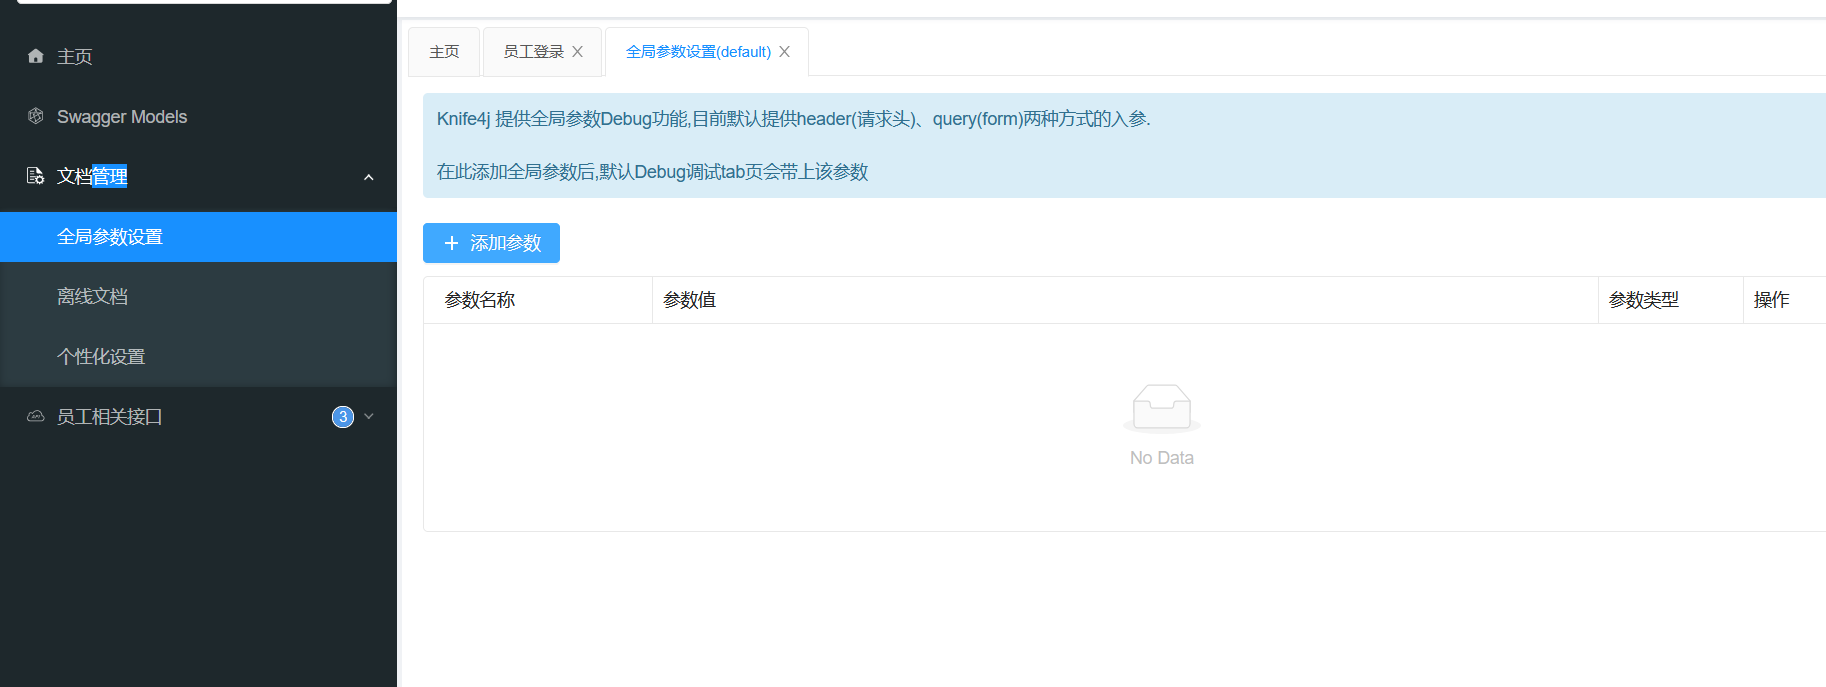 主页
Swagger Models
文档管理
全局参数设置
离线文档
个性化设置
员工相关接口 3
主页 员工登录 全局参数设置(default)
Knife4j 提供全局参数Debug功能,目前默认提供header(请求头)、query(form)两种方式的入参.
在此添加全局参数后,默认Debug调试tab页会带上该参数
添加参数
参数名称 参数值 参数类型 操作
No Data